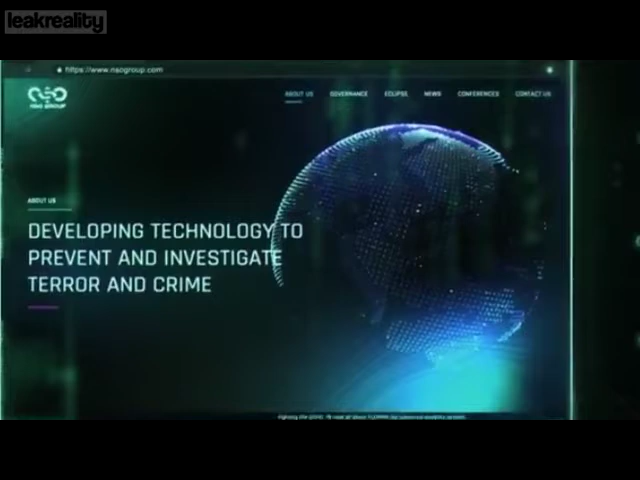 leakreality
https://www.nsogroup.com
NSO GROUP
ABOUT US GOVERNANCE ECLIPSE NEWS CONFERENCES CONTACT US
ABOUT US
DEVELOPING TECHNOLOGY TO
PREVENT AND INVESTIGATE
TERROR AND CRIME